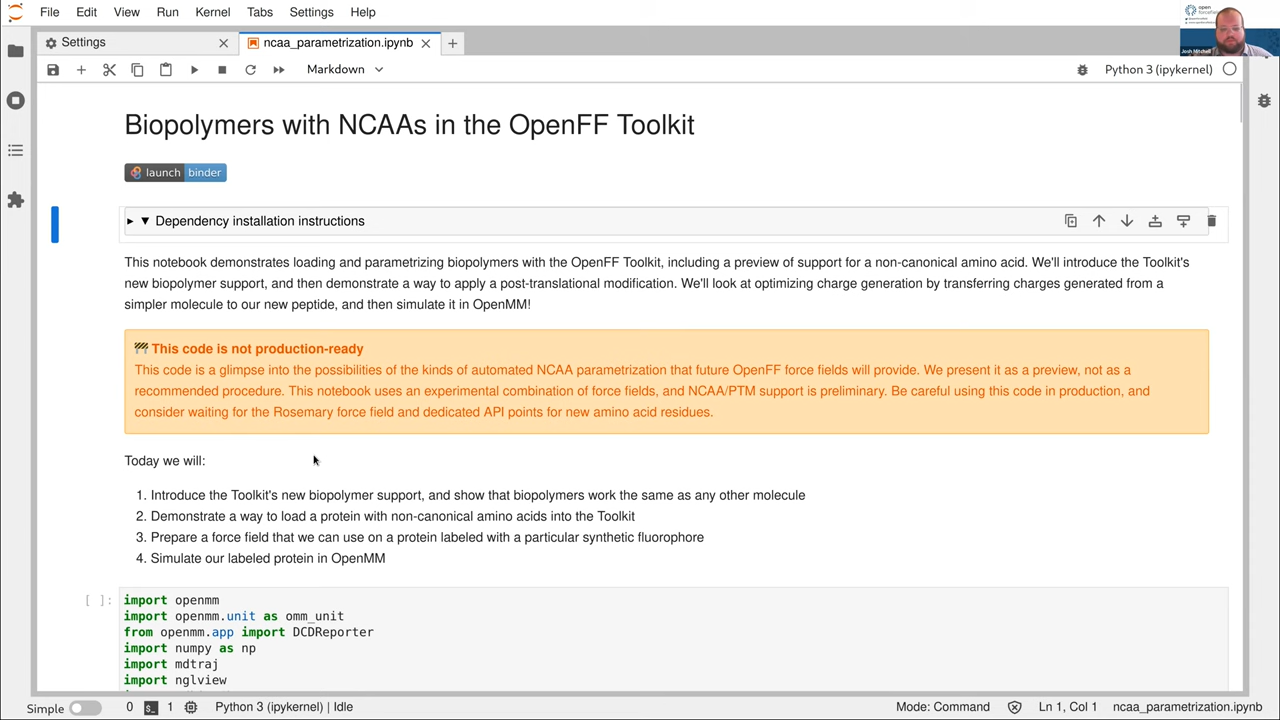 File Edit View Run Kernel Tabs Settings Help
open
Josh Mitchell
Settings
ncaa_parametrization.ipynb
Markdown
Python 3 (ipykernel)
Biopolymers with NCAAs in the OpenFF Toolkit
launch binder
Dependency installation instructions
This notebook demonstrates loading and parametrizing biopolymers with the OpenFF Toolkit, including a preview of support for a non-canonical amino acid. We'll introduce the Toolkit's
new biopolymer support, and then demonstrate a way to apply a post-translational modification. We'll look at optimizing charge generation by transferring charges generated from a
simpler molecule to our new peptide, and then simulate it in OpenMM!
This code is not production-ready
This code is a glimpse into the possibilities of the kinds of automated NCAA parametrization that future OpenFF force fields will provide. We present it as a preview, not as a
recommended procedure. This notebook uses an experimental combination of force fields, and NCAA/PTM support is preliminary. Be careful using this code in production, and
consider waiting for the Rosemary force field and dedicated API points for new amino acid residues.
Today we will:
1. Introduce the Toolkit's new biopolymer support, and show that biopolymers work the same as any other molecule
2. Demonstrate a way to load a protein with non-canonical amino acids into the Toolkit
3. Prepare a force field that we can use on a protein labeled with a particular synthetic fluorophore
4. Simulate our labeled protein in OpenMM
[ ]: import openmm
import openmm.unit as omm_unit
from openmm.app import DCDReporter
import numpy as np
import mdtraj
import nglview
Simple 0 1 Python 3 (ipykernel) | Idle Mode: Command Ln 1, Col 1 ncaa_parametrization.ipynb